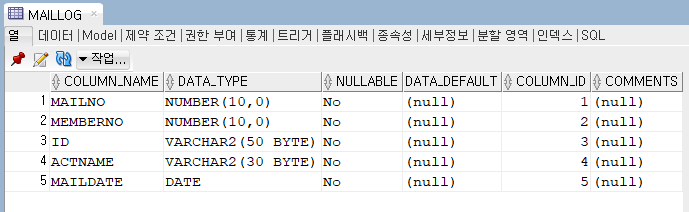 MAILLOG
열 데이터 Model 제약 조건 권한 부여 통계 트리거 플래시백 종속성 세부정보 분할 영역 인덱스 SQL
작업...
COLUMN_NAME DATA_TYPE NULLABLE DATA_DEFAULT COLUMN_ID COMMENTS
1 MAILNO NUMBER(10,0) No (null) 1 (null)
2 MEMBERNO NUMBER(10,0) No (null) 2 (null)
3 ID VARCHAR2(50 BYTE) No (null) 3 (null)
4 ACTNAME VARCHAR2(30 BYTE) No (null) 4 (null)
5 MAILDATE DATE No (null) 5 (null)